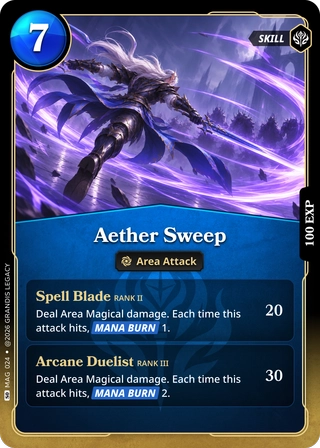 7
SKILL
Aether Sweep
Area Attack
100 EXP
Spell Blade RANK II
Deal Area Magical damage. Each time this
attack hits, MANA BURN 1.
20
Arcane Duelist RANK III
Deal Area Magical damage. Each time this
attack hits, MANA BURN 2.
30
MAG 024 • @2026 GRANDIS LEGACY